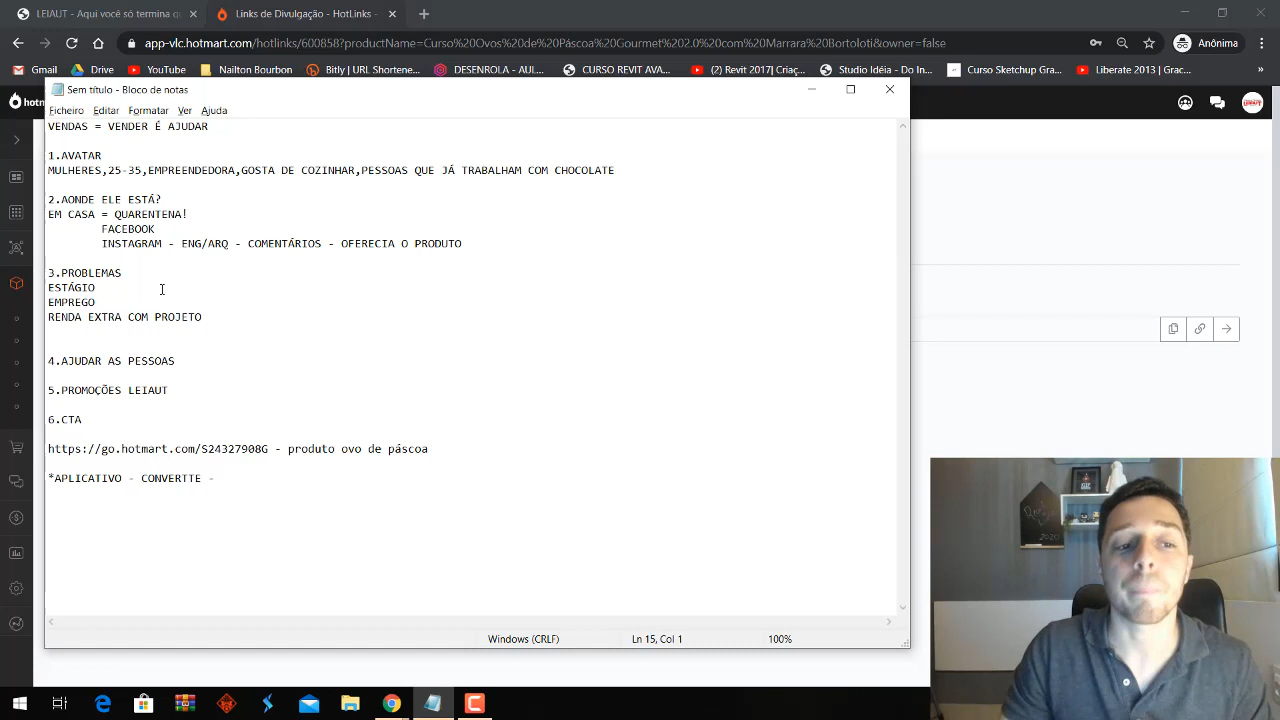 LEIAUT - Aqui você só termina q
Links de Divulgação - HotLinks -
app-vlc.hotmart.com/hotlinks/600858?productName=Curso%20Ovos%20de%20Páscoa%20Gourmet%202.0%20com%20Marrara%20Bortoloti&owner=false
Anônima
Gmail
Drive
YouTube
Nailton Bourbon
Bitly | URL Shortene...
DESENROLA - AUL...
CURSO REVIT AVA...
(2) Revit 2017| Criaç...
Studio Idéia - Do In...
Curso Sketchup Gra...
Liberate 2013 | Grac...
hotm
Sem título - Bloco de notas
Ficheiro Editar Formatar Ver Ajuda
VENDAS = VENDER É AJUDAR
1.AVATAR
MULHERES,25-35,EMPREENDEDORA,GOSTA DE COZINHAR,PESSOAS QUE JÁ TRABALHAM COM CHOCOLATE
2.AONDE ELE ESTÁ?
EM CASA = QUARENTENA!
FACEBOOK
INSTAGRAM - ENG/ARQ - COMENTÁRIOS - OFERECIA O PRODUTO
3.PROBLEMAS
ESTÁGIO
EMPREGO
RENDA EXTRA COM PROJETO
4.AJUDAR AS PESSOAS
5.PROMOÇÕES LEIAUT
6.CTA
https://go.hotmart.com/S24327908G - produto ovo de páscoa
*APLICATIVO - CONVERTTE -
Windows (CRLF)
Ln 15, Col 1
100%
2020